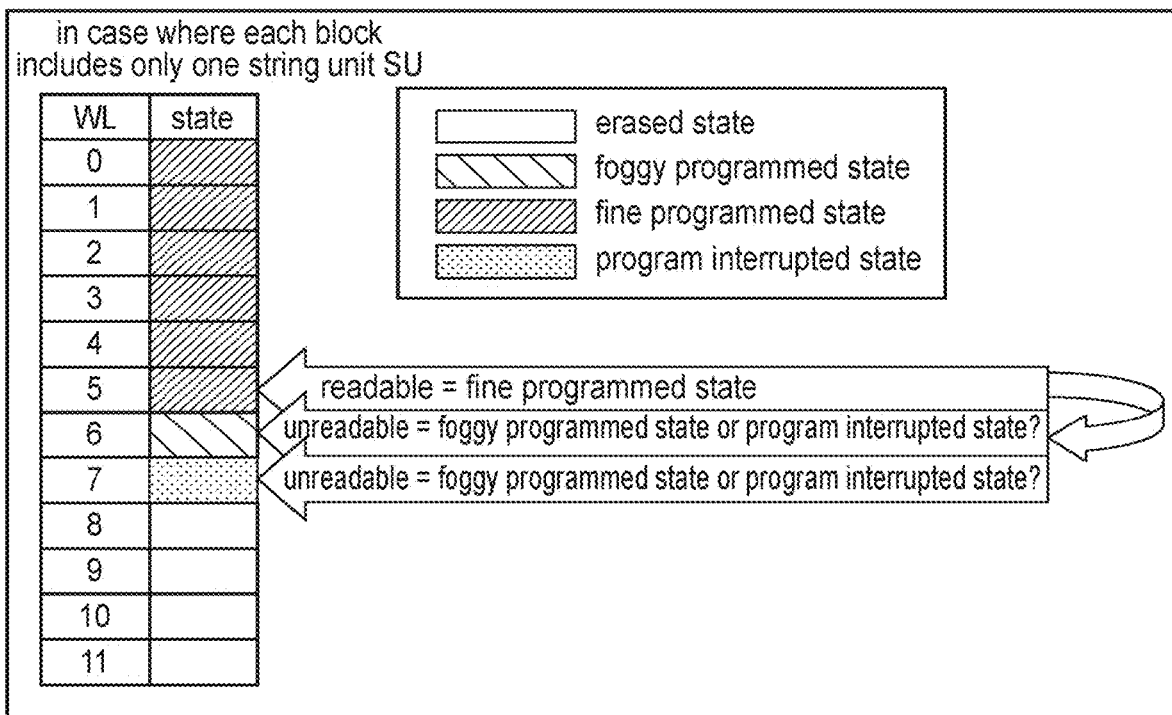 in case where each block
includes only one string unit SU
WL state
0
1
2
3
4
5
6
7
8
9
10
11
erased state
foggy programmed state
fine programmed state
program interrupted state
readable = fine programmed state
unreadable = foggy programmed state or program interrupted state?
unreadable = foggy programmed state or program interrupted state?